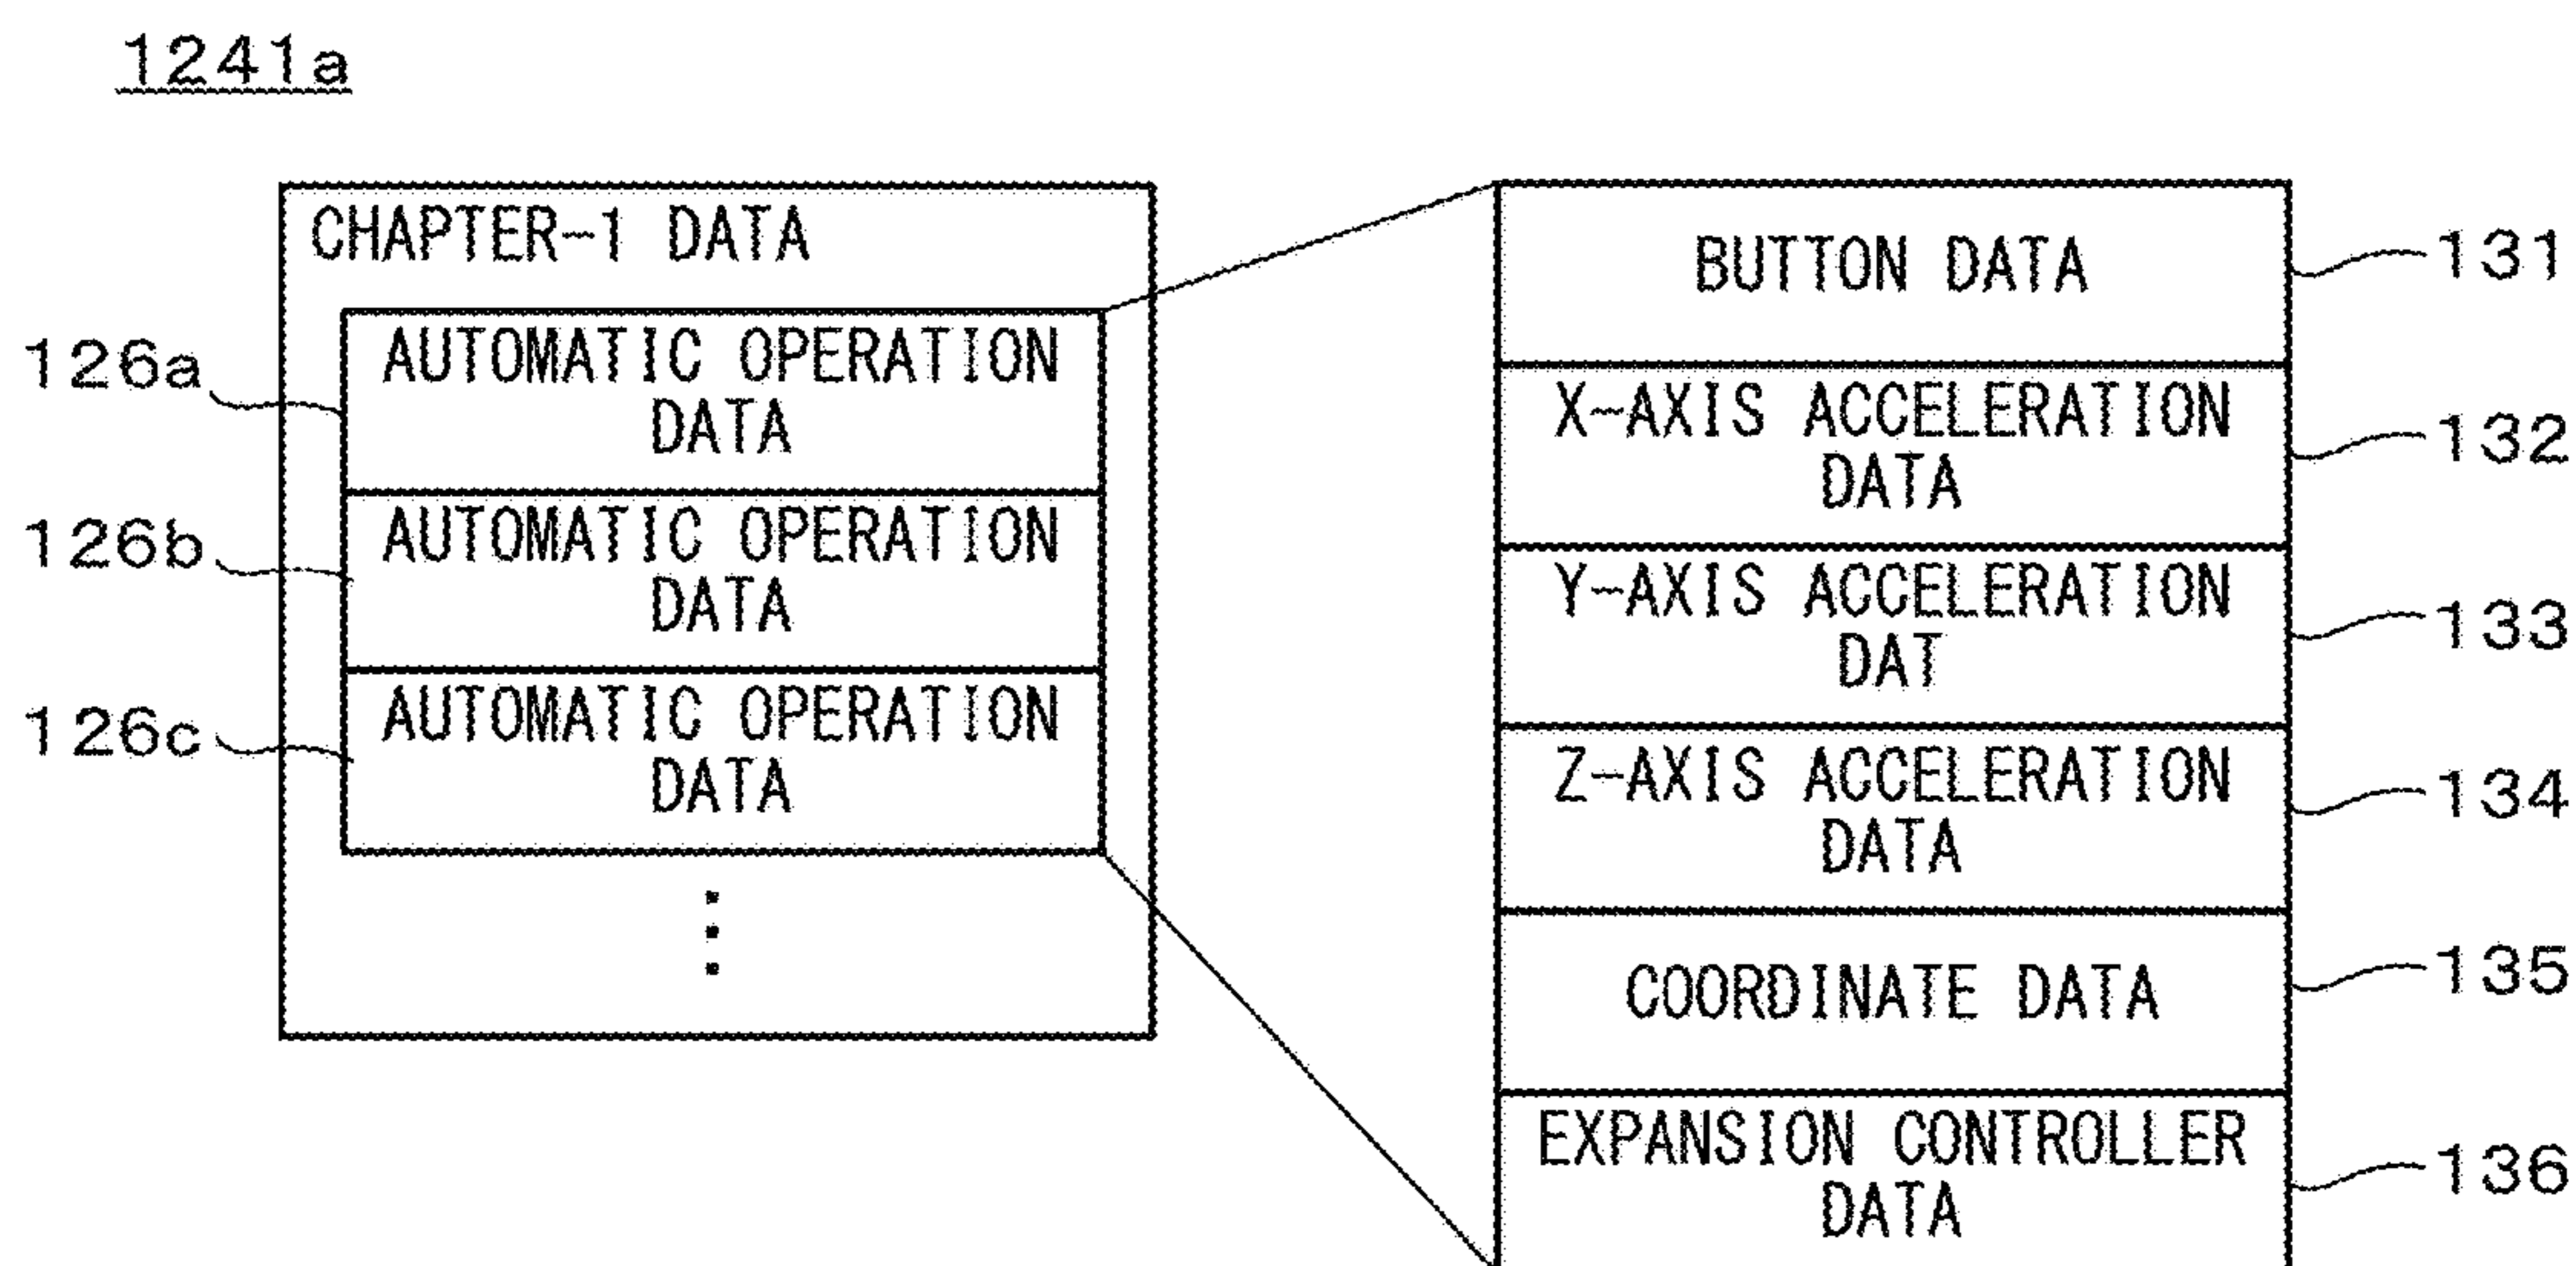 1241a
CHAPTER-1 DATA
126a
AUTOMATIC OPERATION
DATA
126b
AUTOMATIC OPERATION
DATA
126c
AUTOMATIC OPERATION
DATA
BUTTON DATA
131
X-AXIS ACCELERATION
DATA
132
Y-AXIS ACCELERATION
DAT
133
Z-AXIS ACCELERATION
DATA
134
COORDINATE DATA
135
EXPANSION CONTROLLER
DATA
136